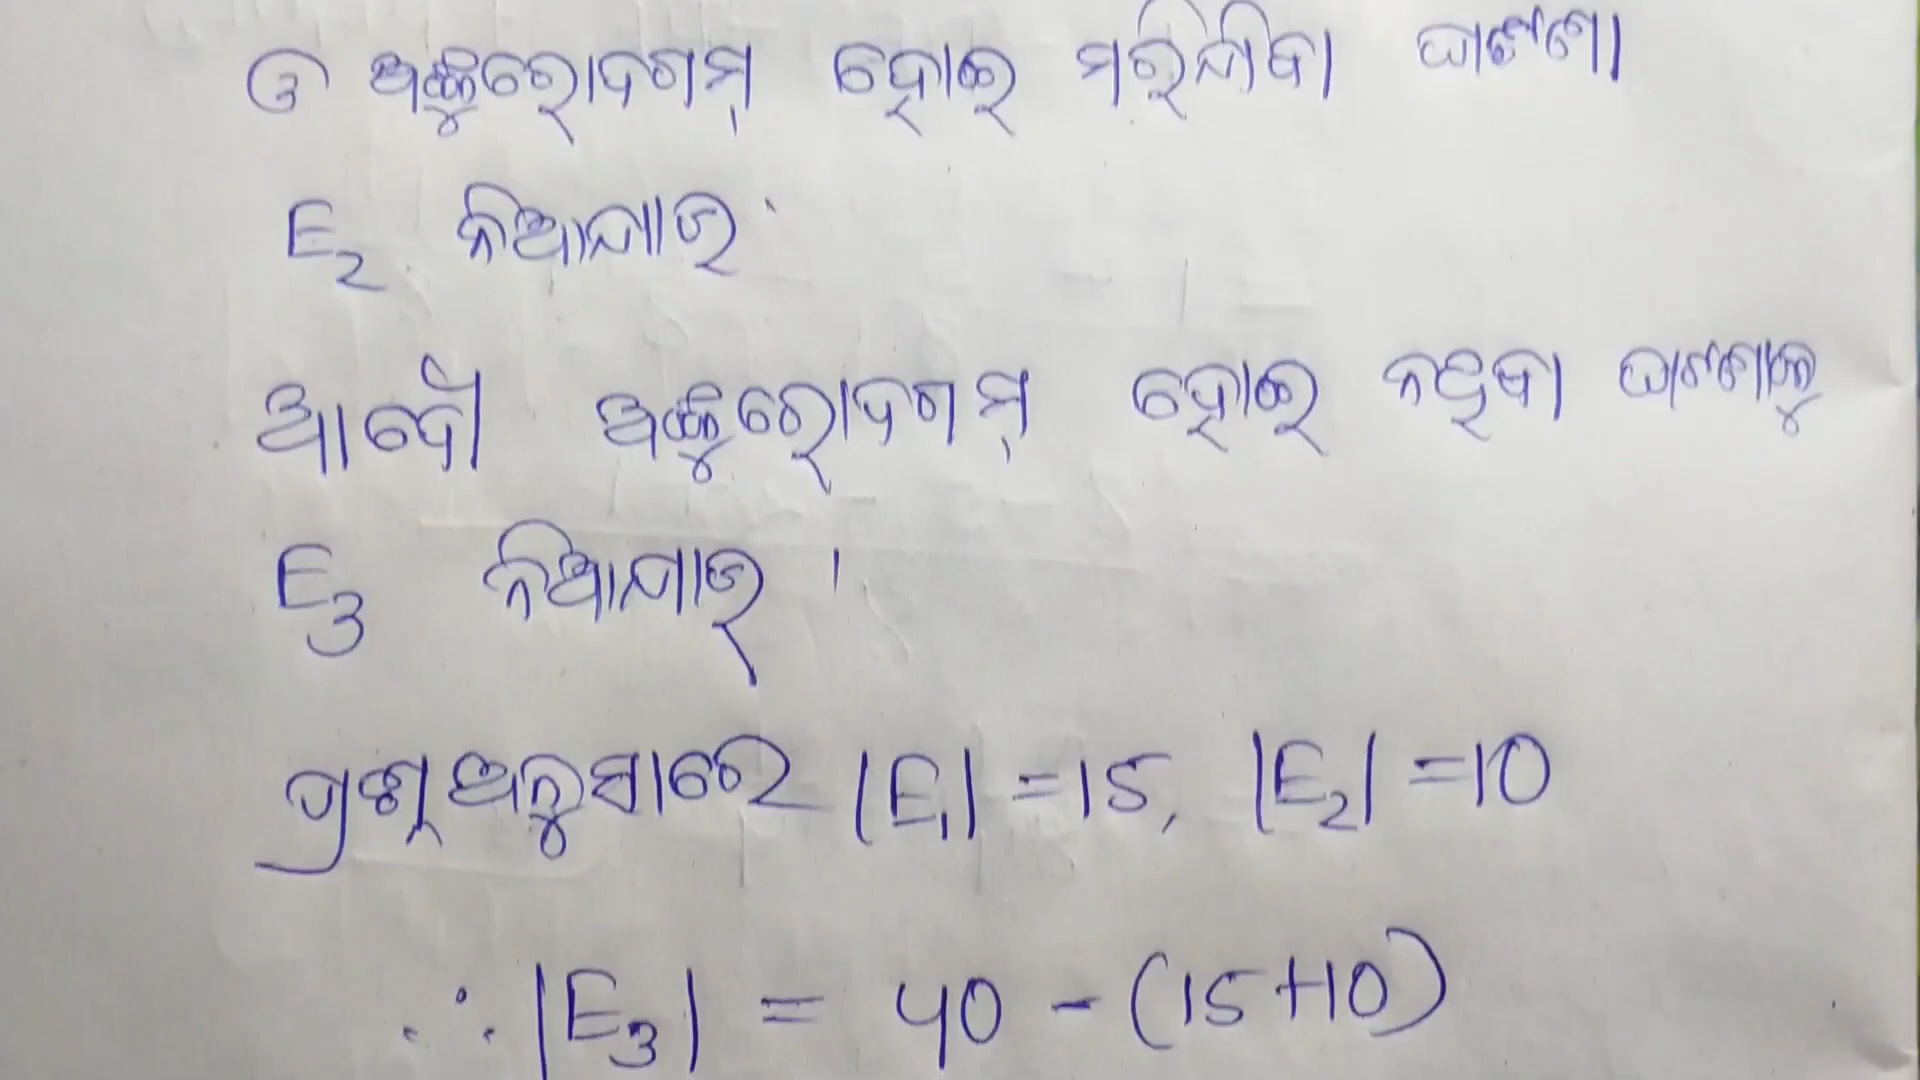 ଓ ଅଙ୍କୁରୋଦଗମ୍ ହୋଇ ମରିଯିବା ଘଟଣା
E₂ ନିଆଯାଉ
ଆଦୌ ଅଙ୍କୁରୋଦଗମ୍ ହୋଇ ନଥିବା ଘଟଣାକୁ
E₃ ନିଆଯାଉ ।
ପ୍ରଶ୍ନ ଅନୁସାରେ |E₁| = 15, |E₂| = 10
∴ |E₃| = 40 - (15+10)